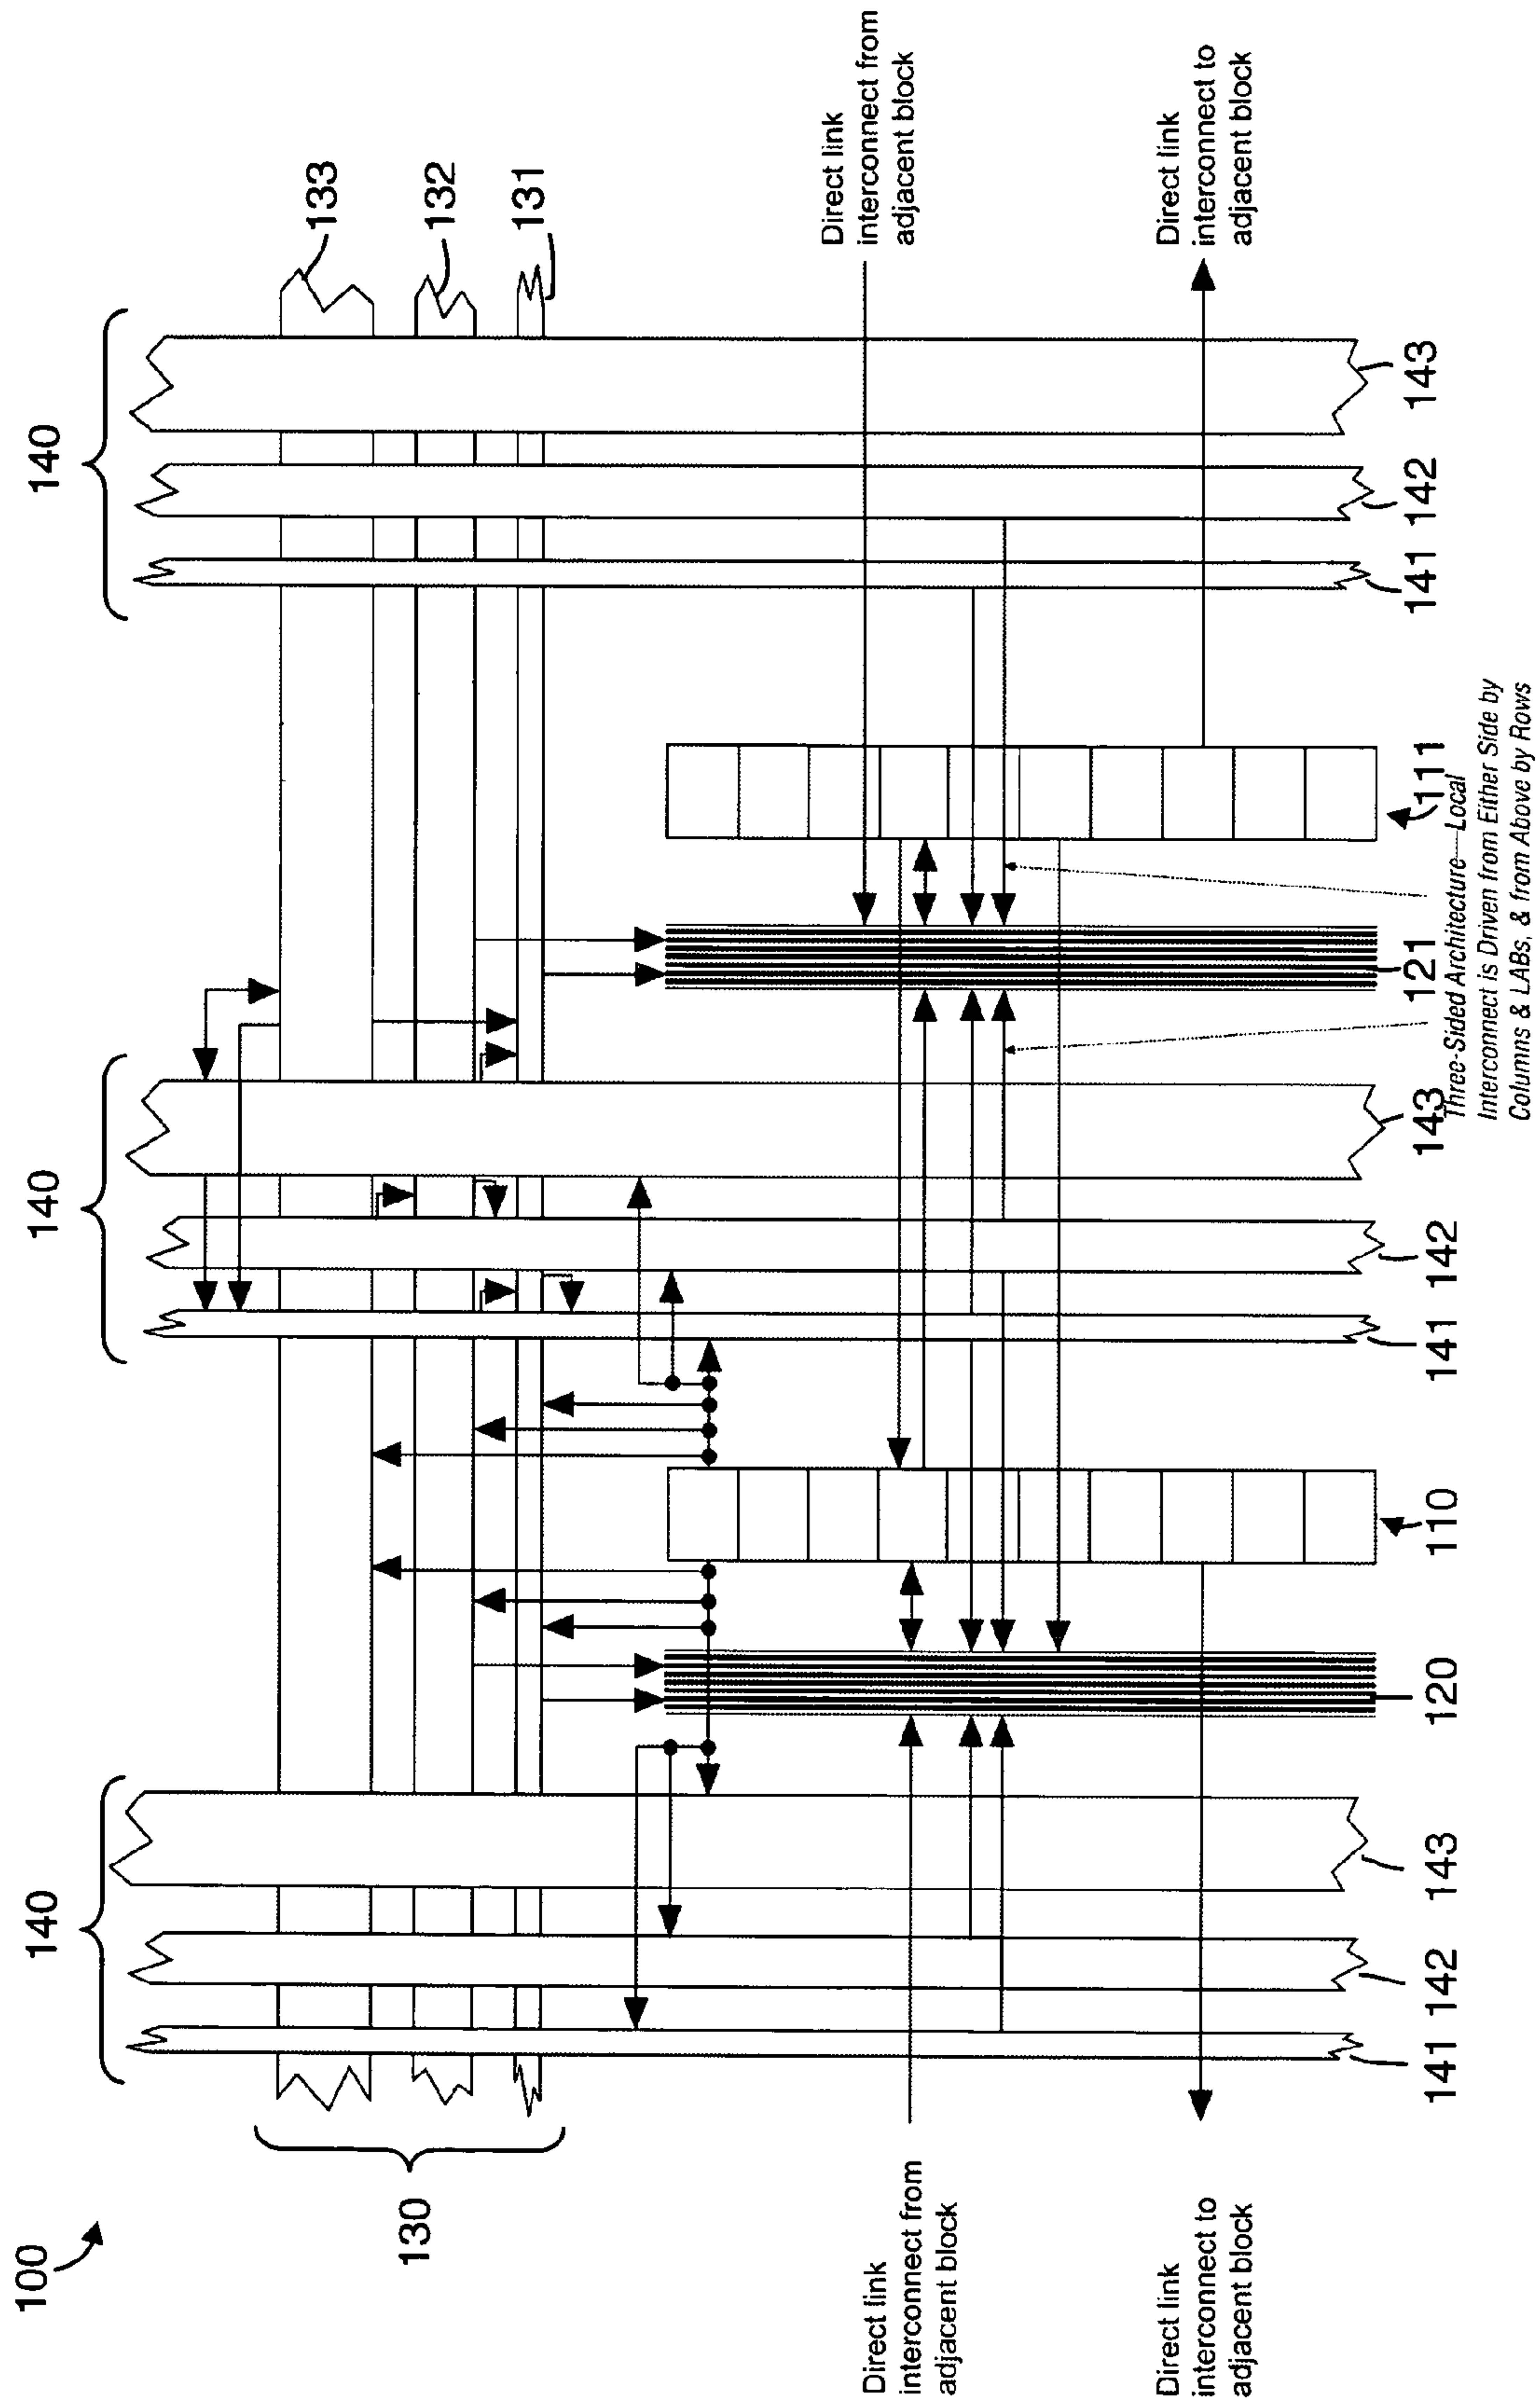 100
130
140
140
140
133
132
131
Direct link
interconnect from
adjacent block
Direct link
interconnect to
adjacent block
Direct link
interconnect from
adjacent block
Direct link
interconnect to
adjacent block
141
142
143
120
110
141
142
143
121
111
141
142
143
Three-Sided Architecture—Local
Interconnect is Driven from Either Side by
Columns & LABs, & from Above by Rows